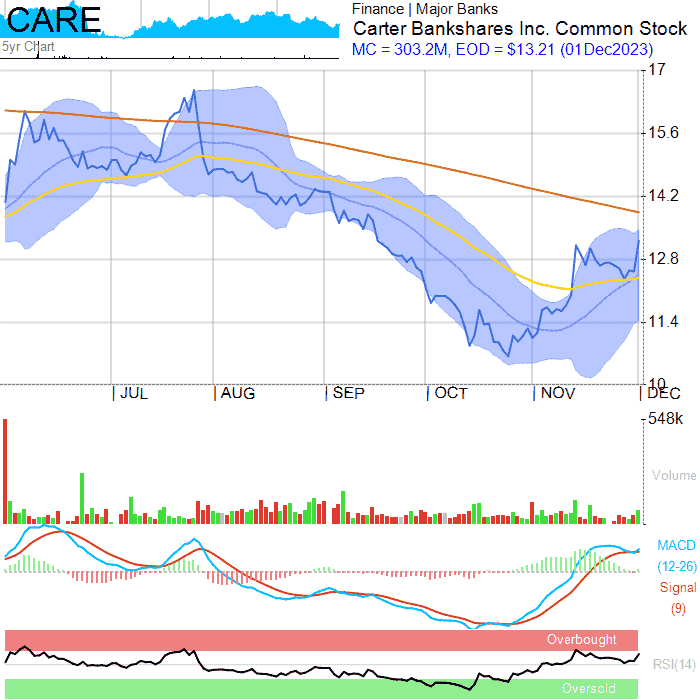 CARE
Finance | Major Banks
Carter Bankshares Inc. Common Stock
MC = 303.2M, EOD = $13.21 (01Dec2023)
5yr Chart
17
15.6
14.2
12.8
11.4
10
JUL AUG SEP OCT NOV DEC
548k
Volume
MACD
(12-26)
Signal
(9)
Overbought
RSI(14)
Oversold